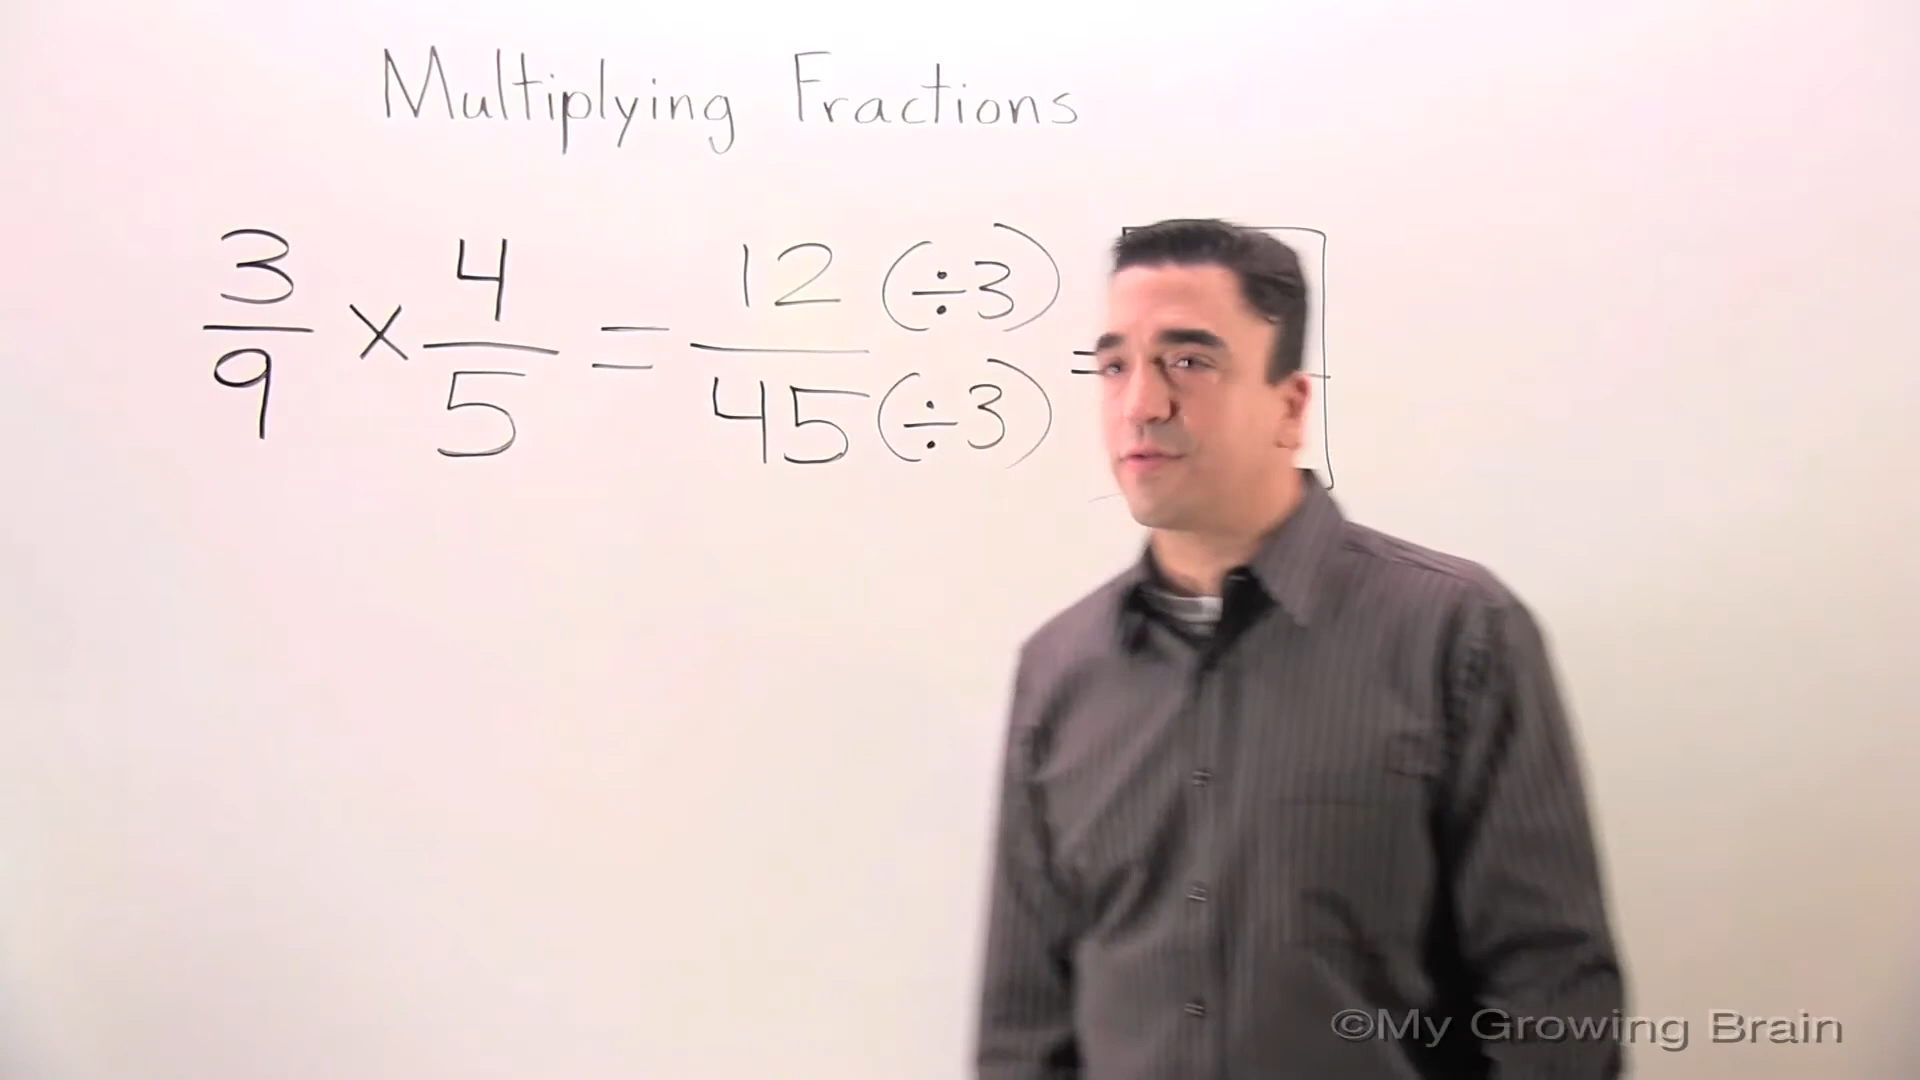 Multiplying Fractions
3/9 × 4/5 = 12 (÷3) / 45 (÷3) =
©My Growing Brain